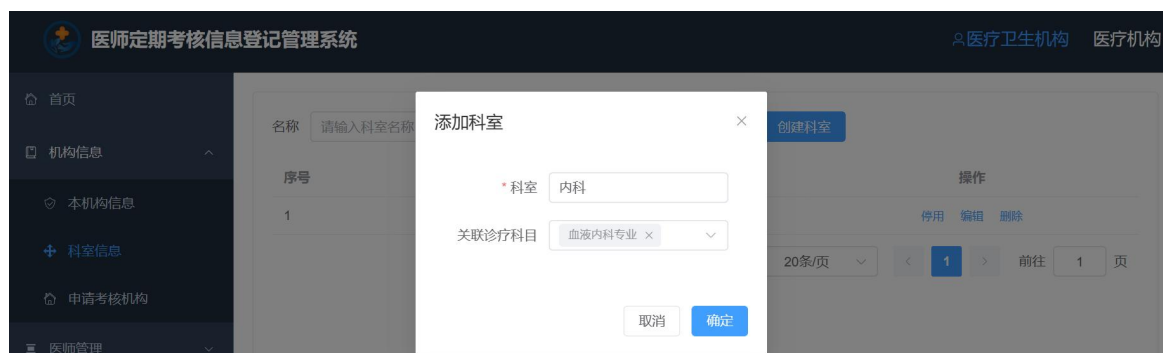 医师定期考核信息登记管理系统
医疗卫生机构 医疗机构
首页
机构信息
本机构信息
科室信息
申请考核机构
医师管理
名称 请输入科室名称
创建科室
序号
操作
1
停用 编辑 删除
20条/页
1
前往 1 页
添加科室
* 科室 内科
关联诊疗科目 血液内科专业
取消 确定